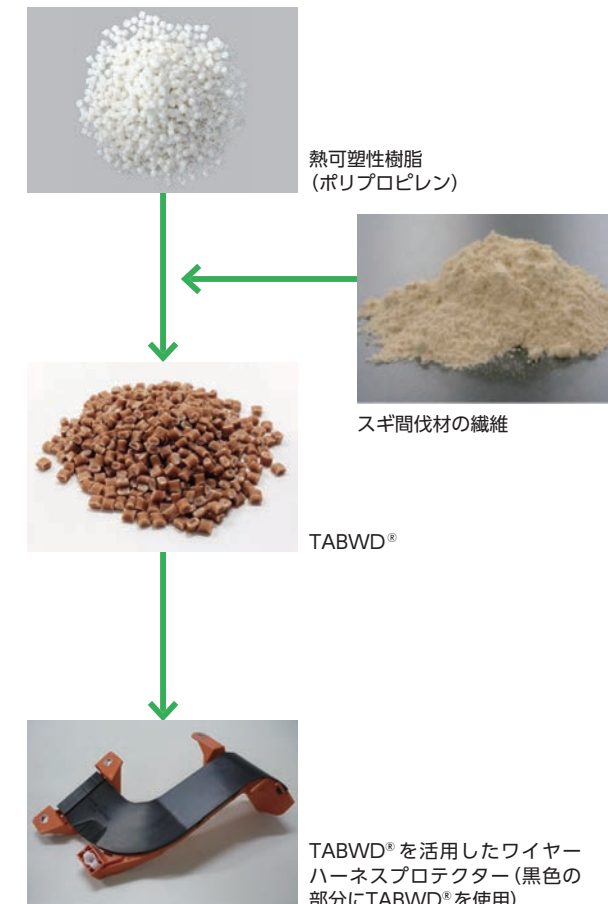 熱可塑性樹脂
（ポリプロピレン）
スギ間伐材の繊維
TABWD®
TABWD®を活用したワイヤー
ハーネスプロテクター（黒色の
部分にTABWD®を使用）